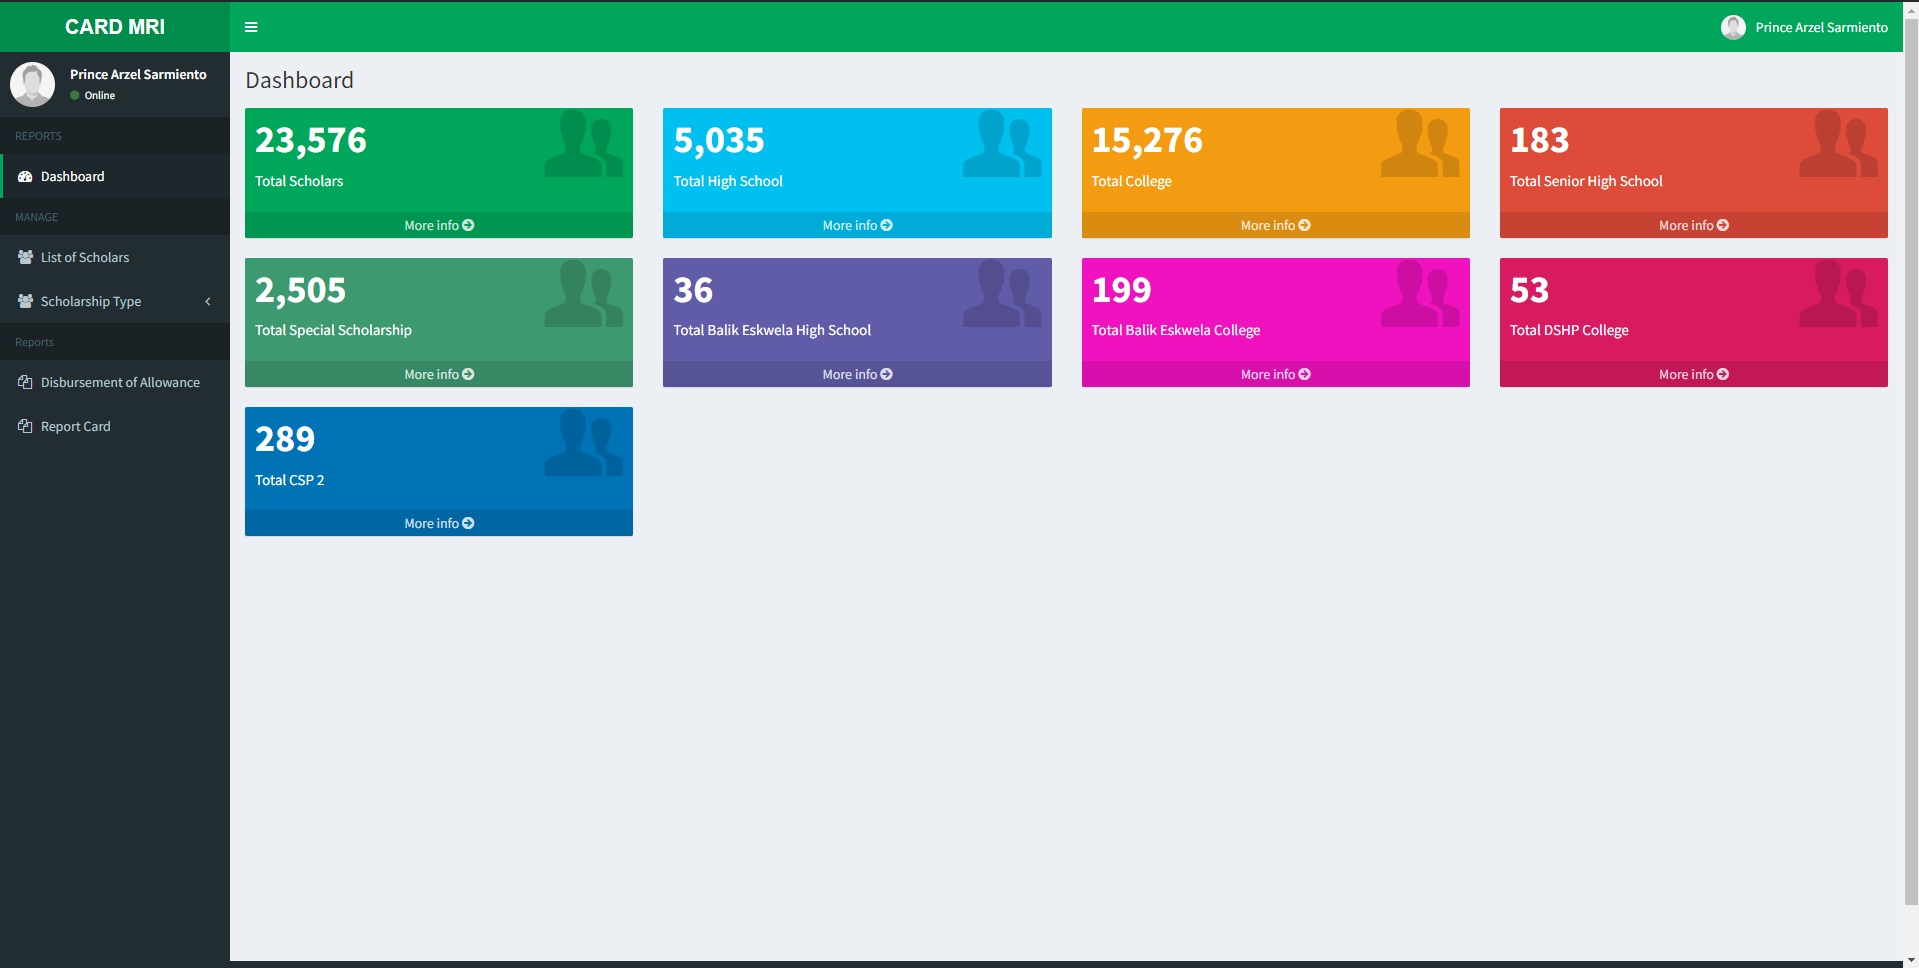 CARD MRI
Prince Arzel Sarmiento
Prince Arzel Sarmiento
Online
REPORTS
Dashboard
MANAGE
List of Scholars
Scholarship Type
Reports
Disbursement of Allowance
Report Card
Dashboard
23,576
Total Scholars
More info
5,035
Total High School
More info
15,276
Total College
More info
183
Total Senior High School
More info
2,505
Total Special Scholarship
More info
36
Total Balik Eskwela High School
More info
199
Total Balik Eskwela College
More info
53
Total DSHP College
More info
289
Total CSP 2
More info